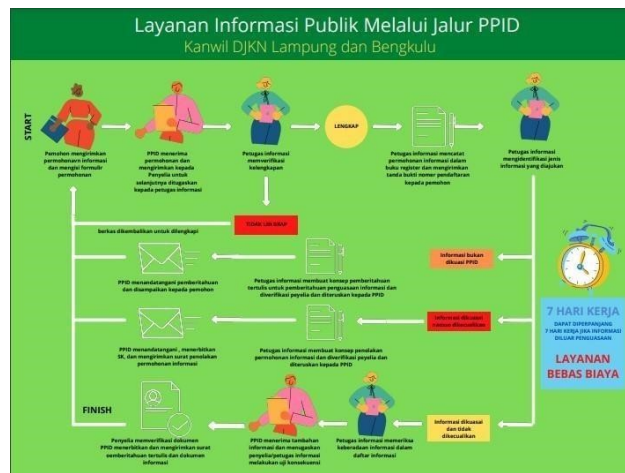 Layanan Informasi Publik Melalui Jalur PPID
Kanwil DJKN Lampung dan Bengkulu
START
Pemohon mengirimkan
permohonavn informasi dan
mengisi formulir
permohonan
PPID menerima
permohonan dan
mengirimkan kepada
Penyelia untuk
selanjutnya ditugaskan
kepada petugas informasi
Petugas informasi
memverifikasi
kelengkapan
LENGKAP
Petugas informasi mencatat
permohonan informasi dalam
buku register dan mengirimkan
tanda bukti nomer pendaftaran
kepada pemohon
Petugas informasi
mengidentifikasi jenis
informasi yang diajukan
TIDAK LENGKAP
berkas dikembalikan untuk dilengkapi
PPID menandatangani pemberitahuan
dan disampaikan kepada pemohon
Petugas informasi membuat konsep pemberitahuan
tertulis untuk pemberitahuan penguasaan informasi dan
diverifikasi peyelia dan diteruskan kepada PPID
Informasi bukan
dikuasi PPID
PPID menandatangani , menerbitkan
SK, dan mengirimkan surat penolakan
permohonan informasi
Petugas informasi membuat konsep penolakan
permohonan informasi dan diverifikasi peyelia dan
diteruskan kepada PPID
Informasi dikuasai
namun dikecualikan
7 HARI KERJA
DAPAT DIPERPANJANG
7 HARI KERJA JIKA INFORMASI
DILUAR PENGUASAAN
LAYANAN
BEBAS BIAYA
FINISH
Penyelia memverifikasi dokumen
PPID menerbitkan dan mengirimkan surat
pemberitahuan tertulis dan dokumen
informasi
PPID menerima tambahan
informasi dan menugaskan
penyelia/petugas informasi
melakukan uji konsekuensi
Petugas informasi memeriksa
keberadaan informasi dalam
daftar informasi
Informasi dikuasai
dan tidak
dikecualikan